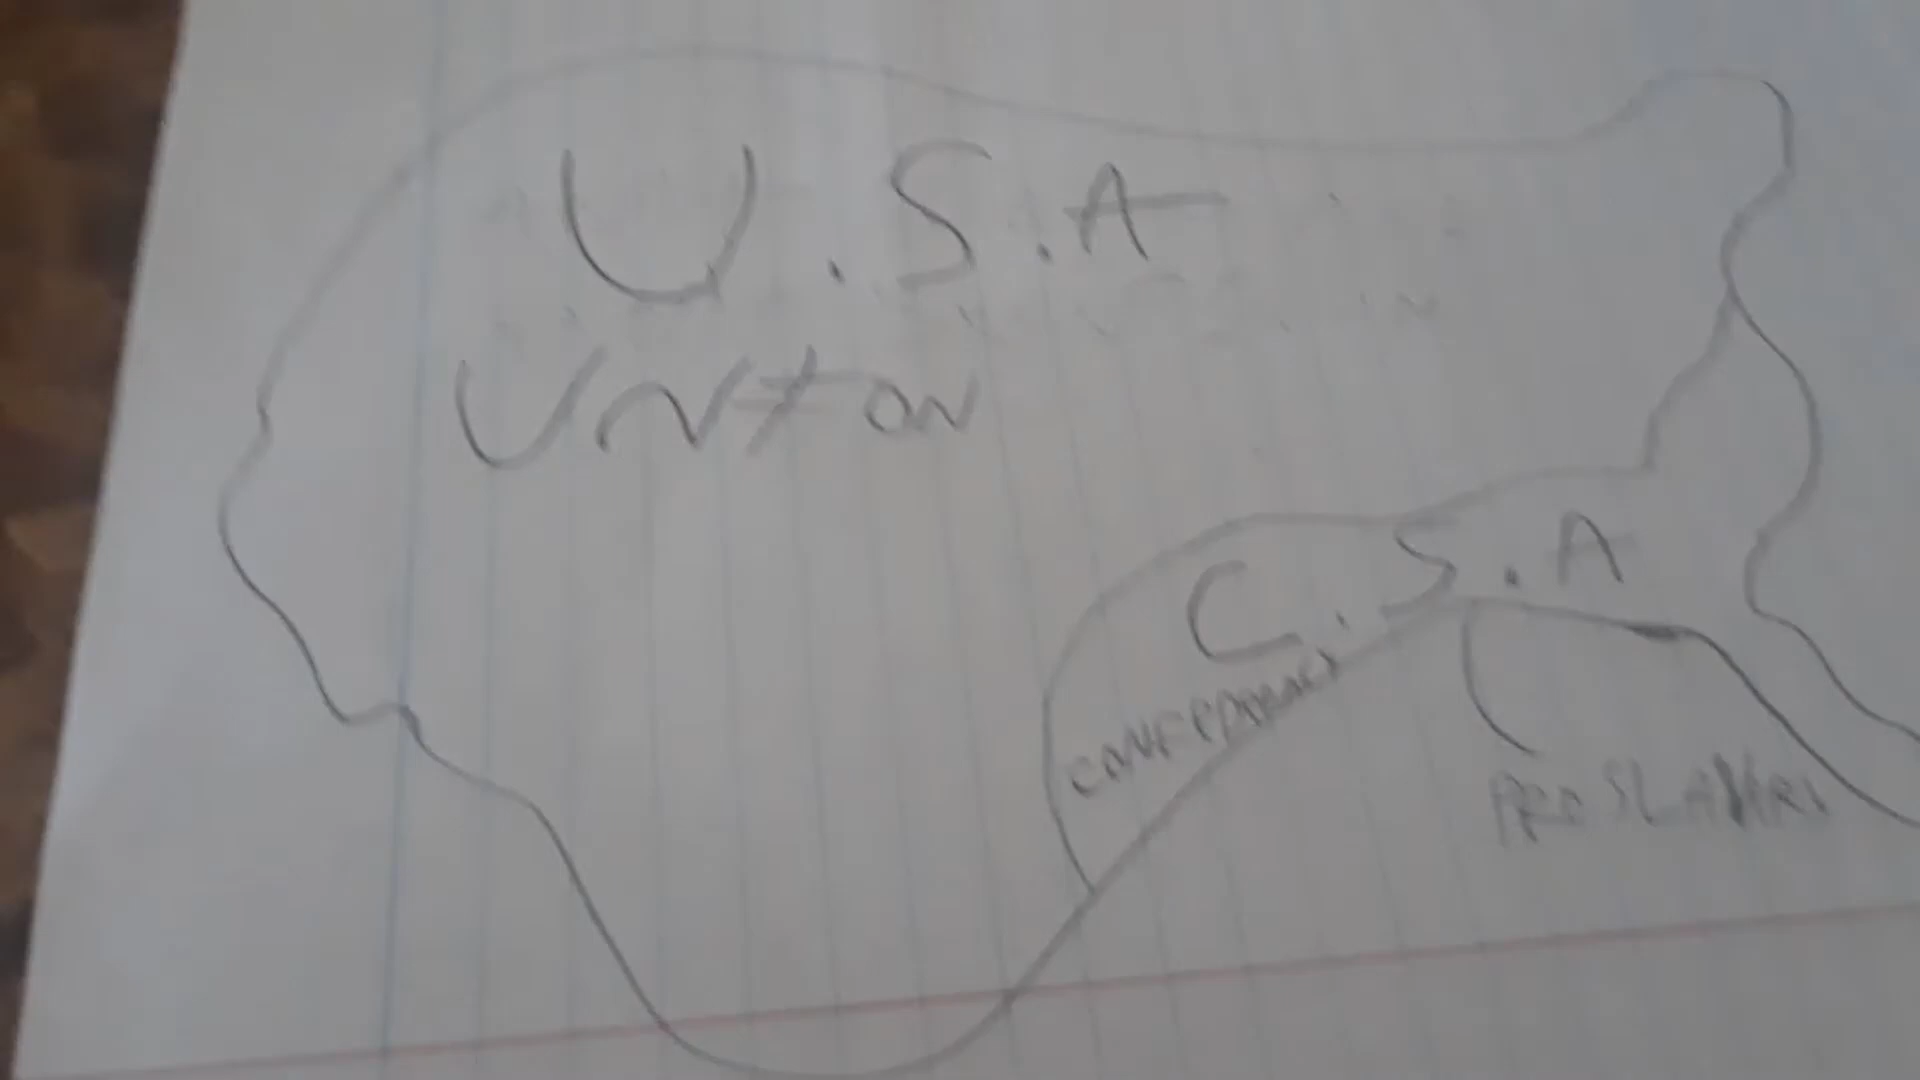 U.S.A
UNION
C.S.A
CONFEDERACY
PRO SLAVERY